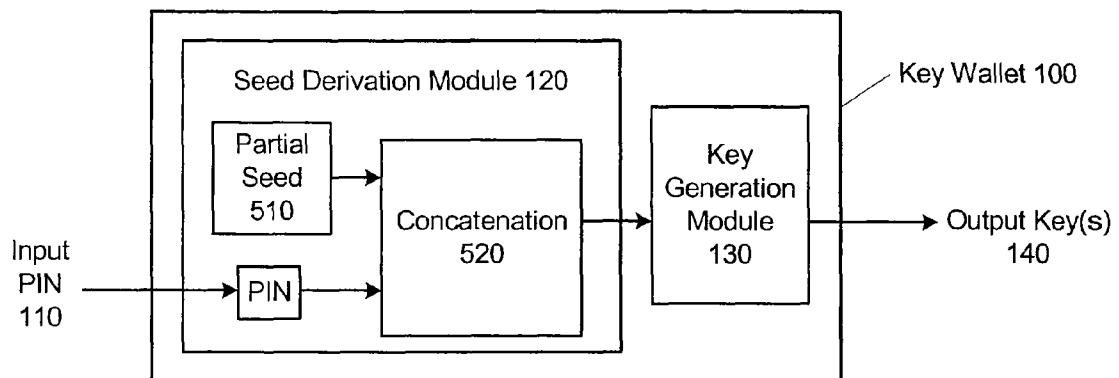 Seed Derivation Module 120
Key Wallet 100
Partial
Seed
510
Key
Generation
Module
130
Concatenation
520
Output Key(s)
140
Input
PIN
110
PIN